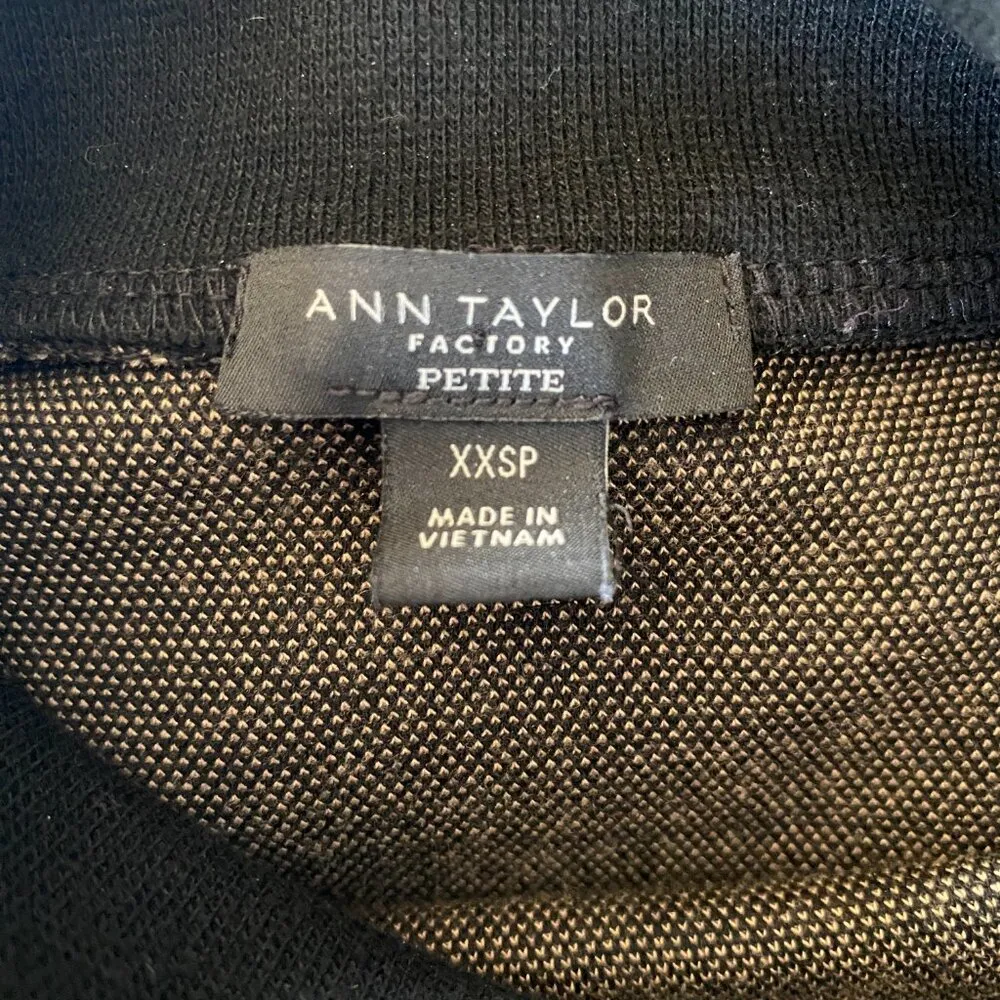 ANN TAYLOR
FACTORY
PETITE
XXSP
MADE IN
VIETNAM